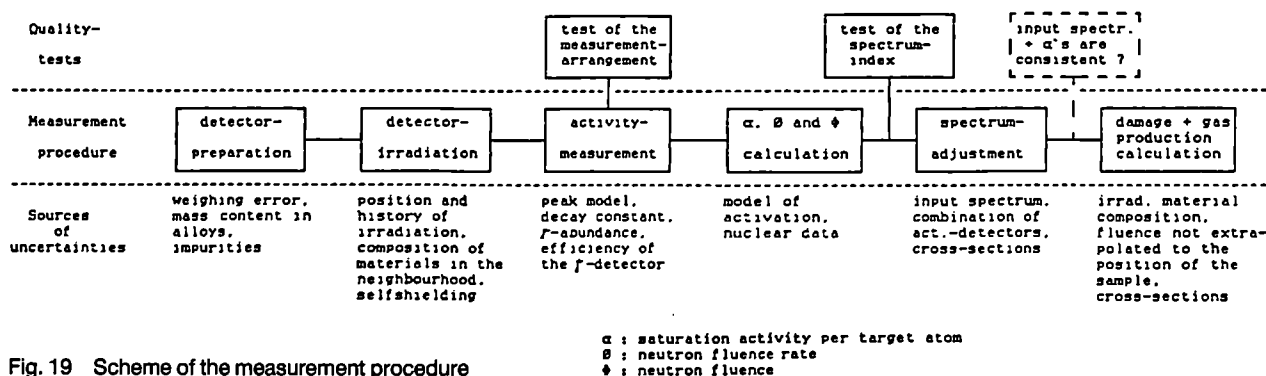 Quality-
tests
test of the
measurement-
arrangement
test of the
spectrum-
index
input spectr.
+ α's are
consistent ?
Measurement
procedure
detector-
preparation
detector-
irradiation
activity-
measurement
α, Ø and Φ
calculation
spectrum-
adjustment
damage + gas
production
calculation
Sources
of
uncertainties
weighing error,
mass content in
alloys,
impurities
position and
history of
irradiation,
composition of
materials in the
neighbourhood,
selfshielding
peak model,
decay constant,
γ-abundance,
efficiency of
the γ-detector
model of
activation,
nuclear data
input spectrum,
combination of
act.-detectors,
cross-sections
irrad. material
composition,
fluence not extra-
polated to the
position of the
sample,
cross-sections
α : saturation activity per target atom
Ø : neutron fluence rate
Φ : neutron fluence
Fig. 19 Scheme of the measurement procedure